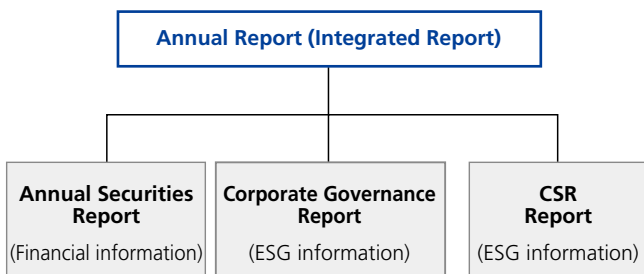 Annual Report (Integrated Report)
Annual Securities
Report
(Financial information)
Corporate Governance
Report
(ESG information)
CSR
Report
(ESG information)